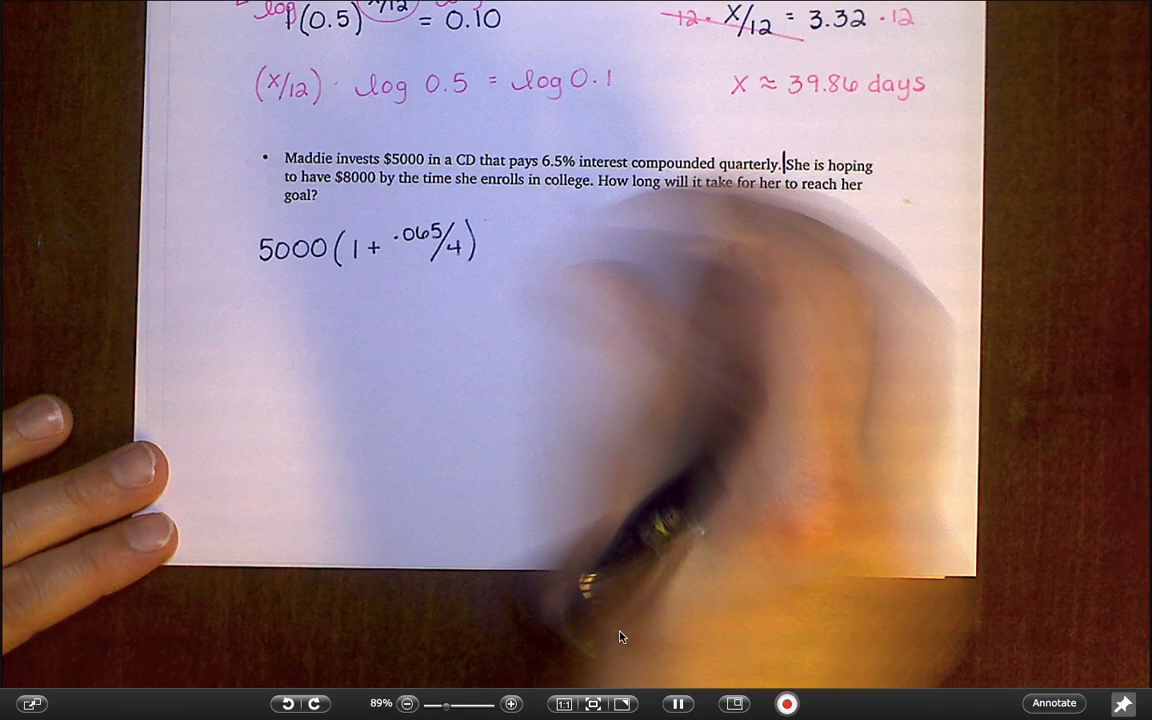 log
P(0.5) x/12 = 0.10
12 · x/12 = 3.32 · 12
(x/12) · log 0.5 = log 0.1
x ≈ 39.86 days
• Maddie invests $5000 in a CD that pays 6.5% interest compounded quarterly. She is hoping
to have $8000 by the time she enrolls in college. How long will it take for her to reach her
goal?
5000(1 + .065/4)
89%
1:1
Annotate